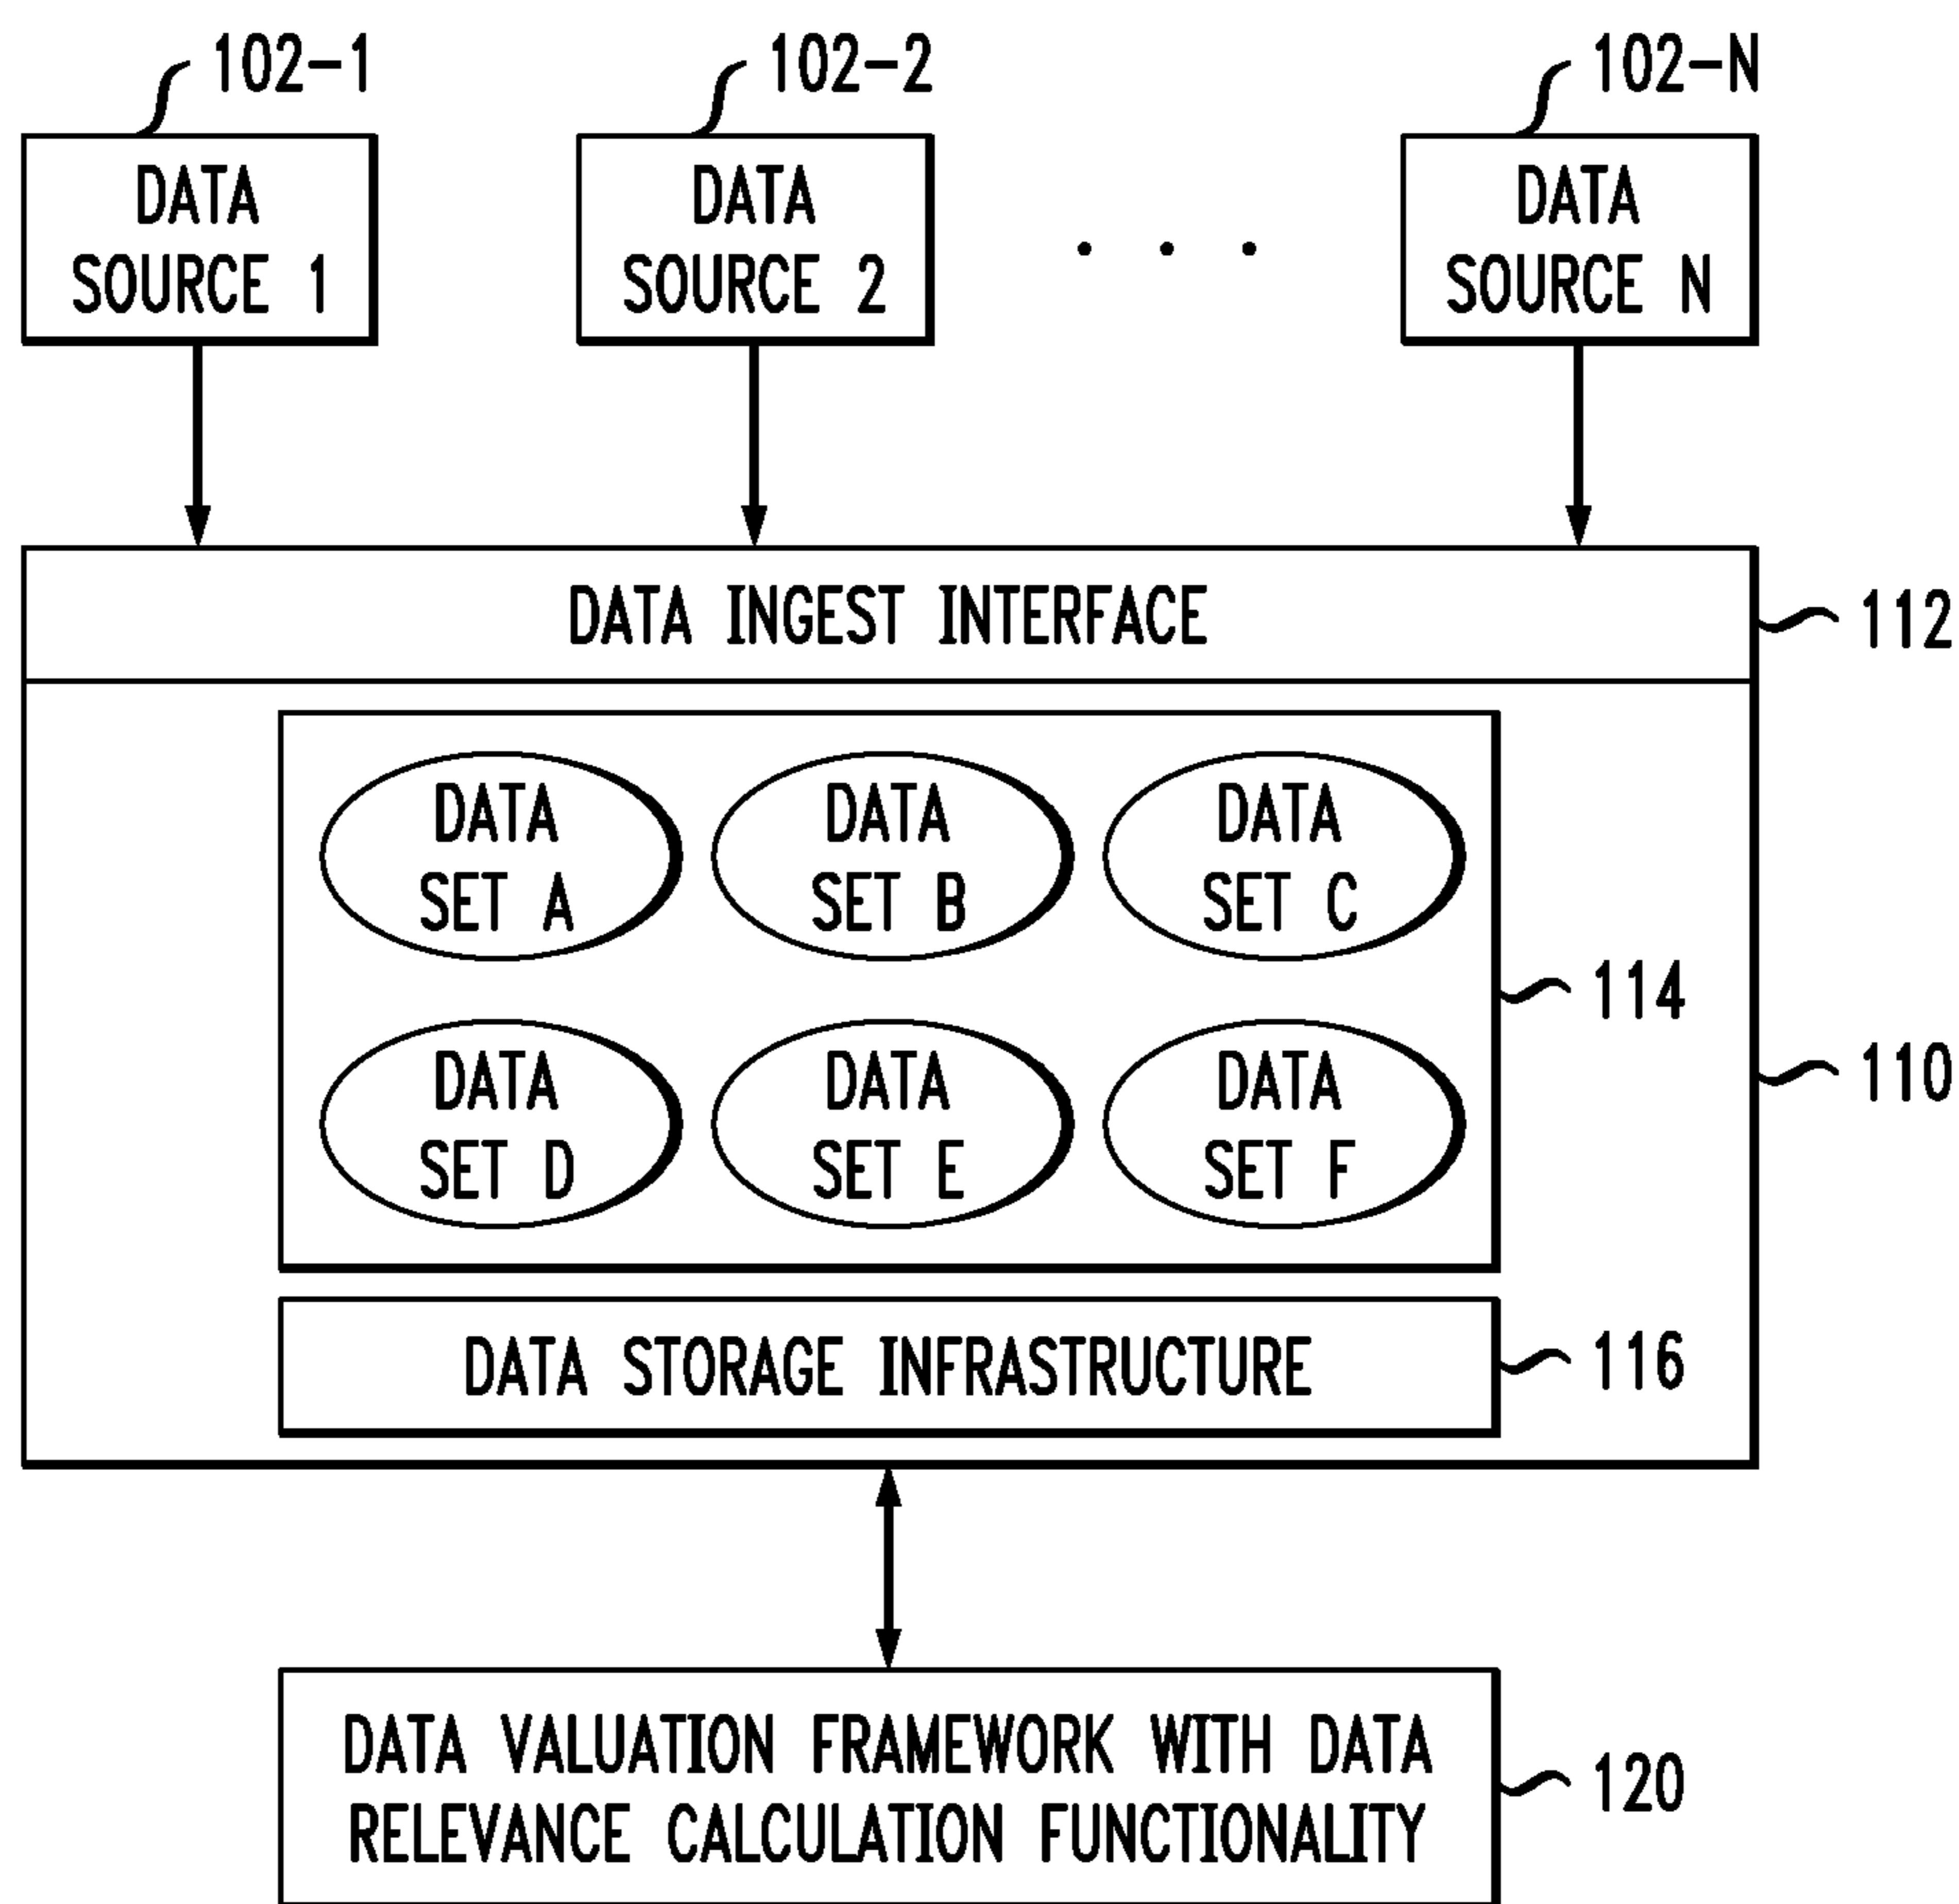 102-1
102-2
102-N
DATA
SOURCE 1
DATA
SOURCE 2
. . .
DATA
SOURCE N
DATA INGEST INTERFACE
112
DATA
SET A
DATA
SET B
DATA
SET C
114
110
DATA
SET D
DATA
SET E
DATA
SET F
DATA STORAGE INFRASTRUCTURE
116
DATA VALUATION FRAMEWORK WITH DATA
RELEVANCE CALCULATION FUNCTIONALITY
120